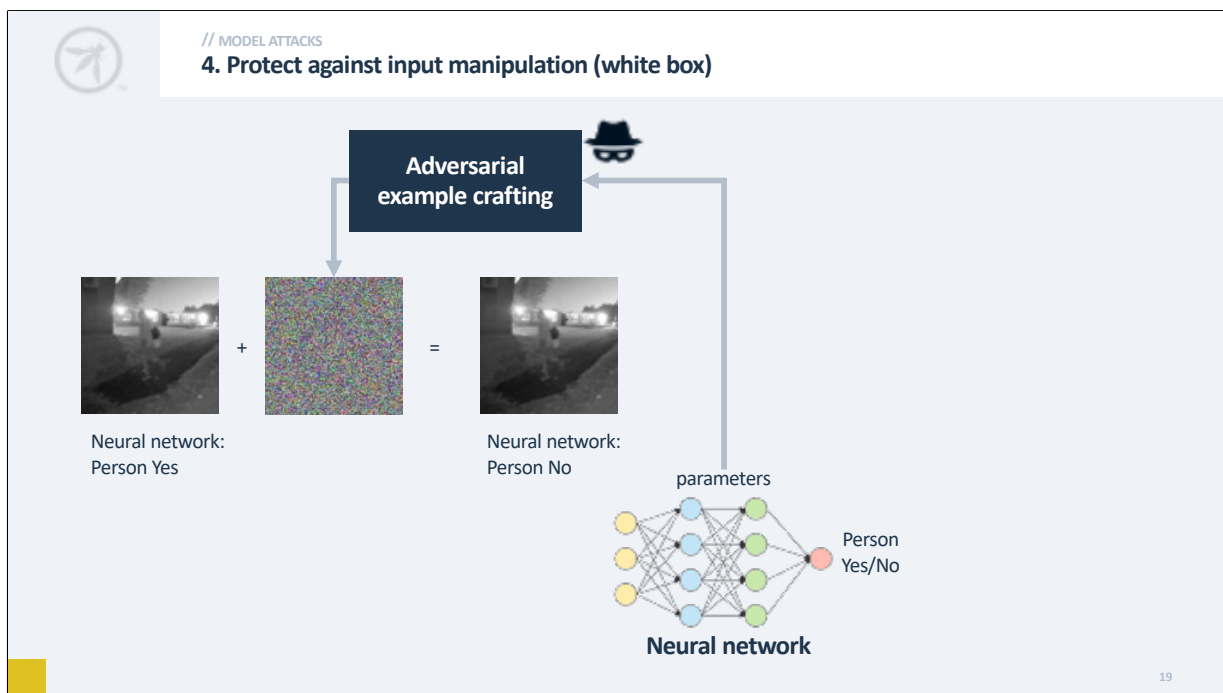 // MODEL ATTACKS
4. Protect against input manipulation (white box)
Adversarial
example crafting
+
=
Neural network:
Person Yes
Neural network:
Person No
parameters
Person
Yes/No
Neural network
19